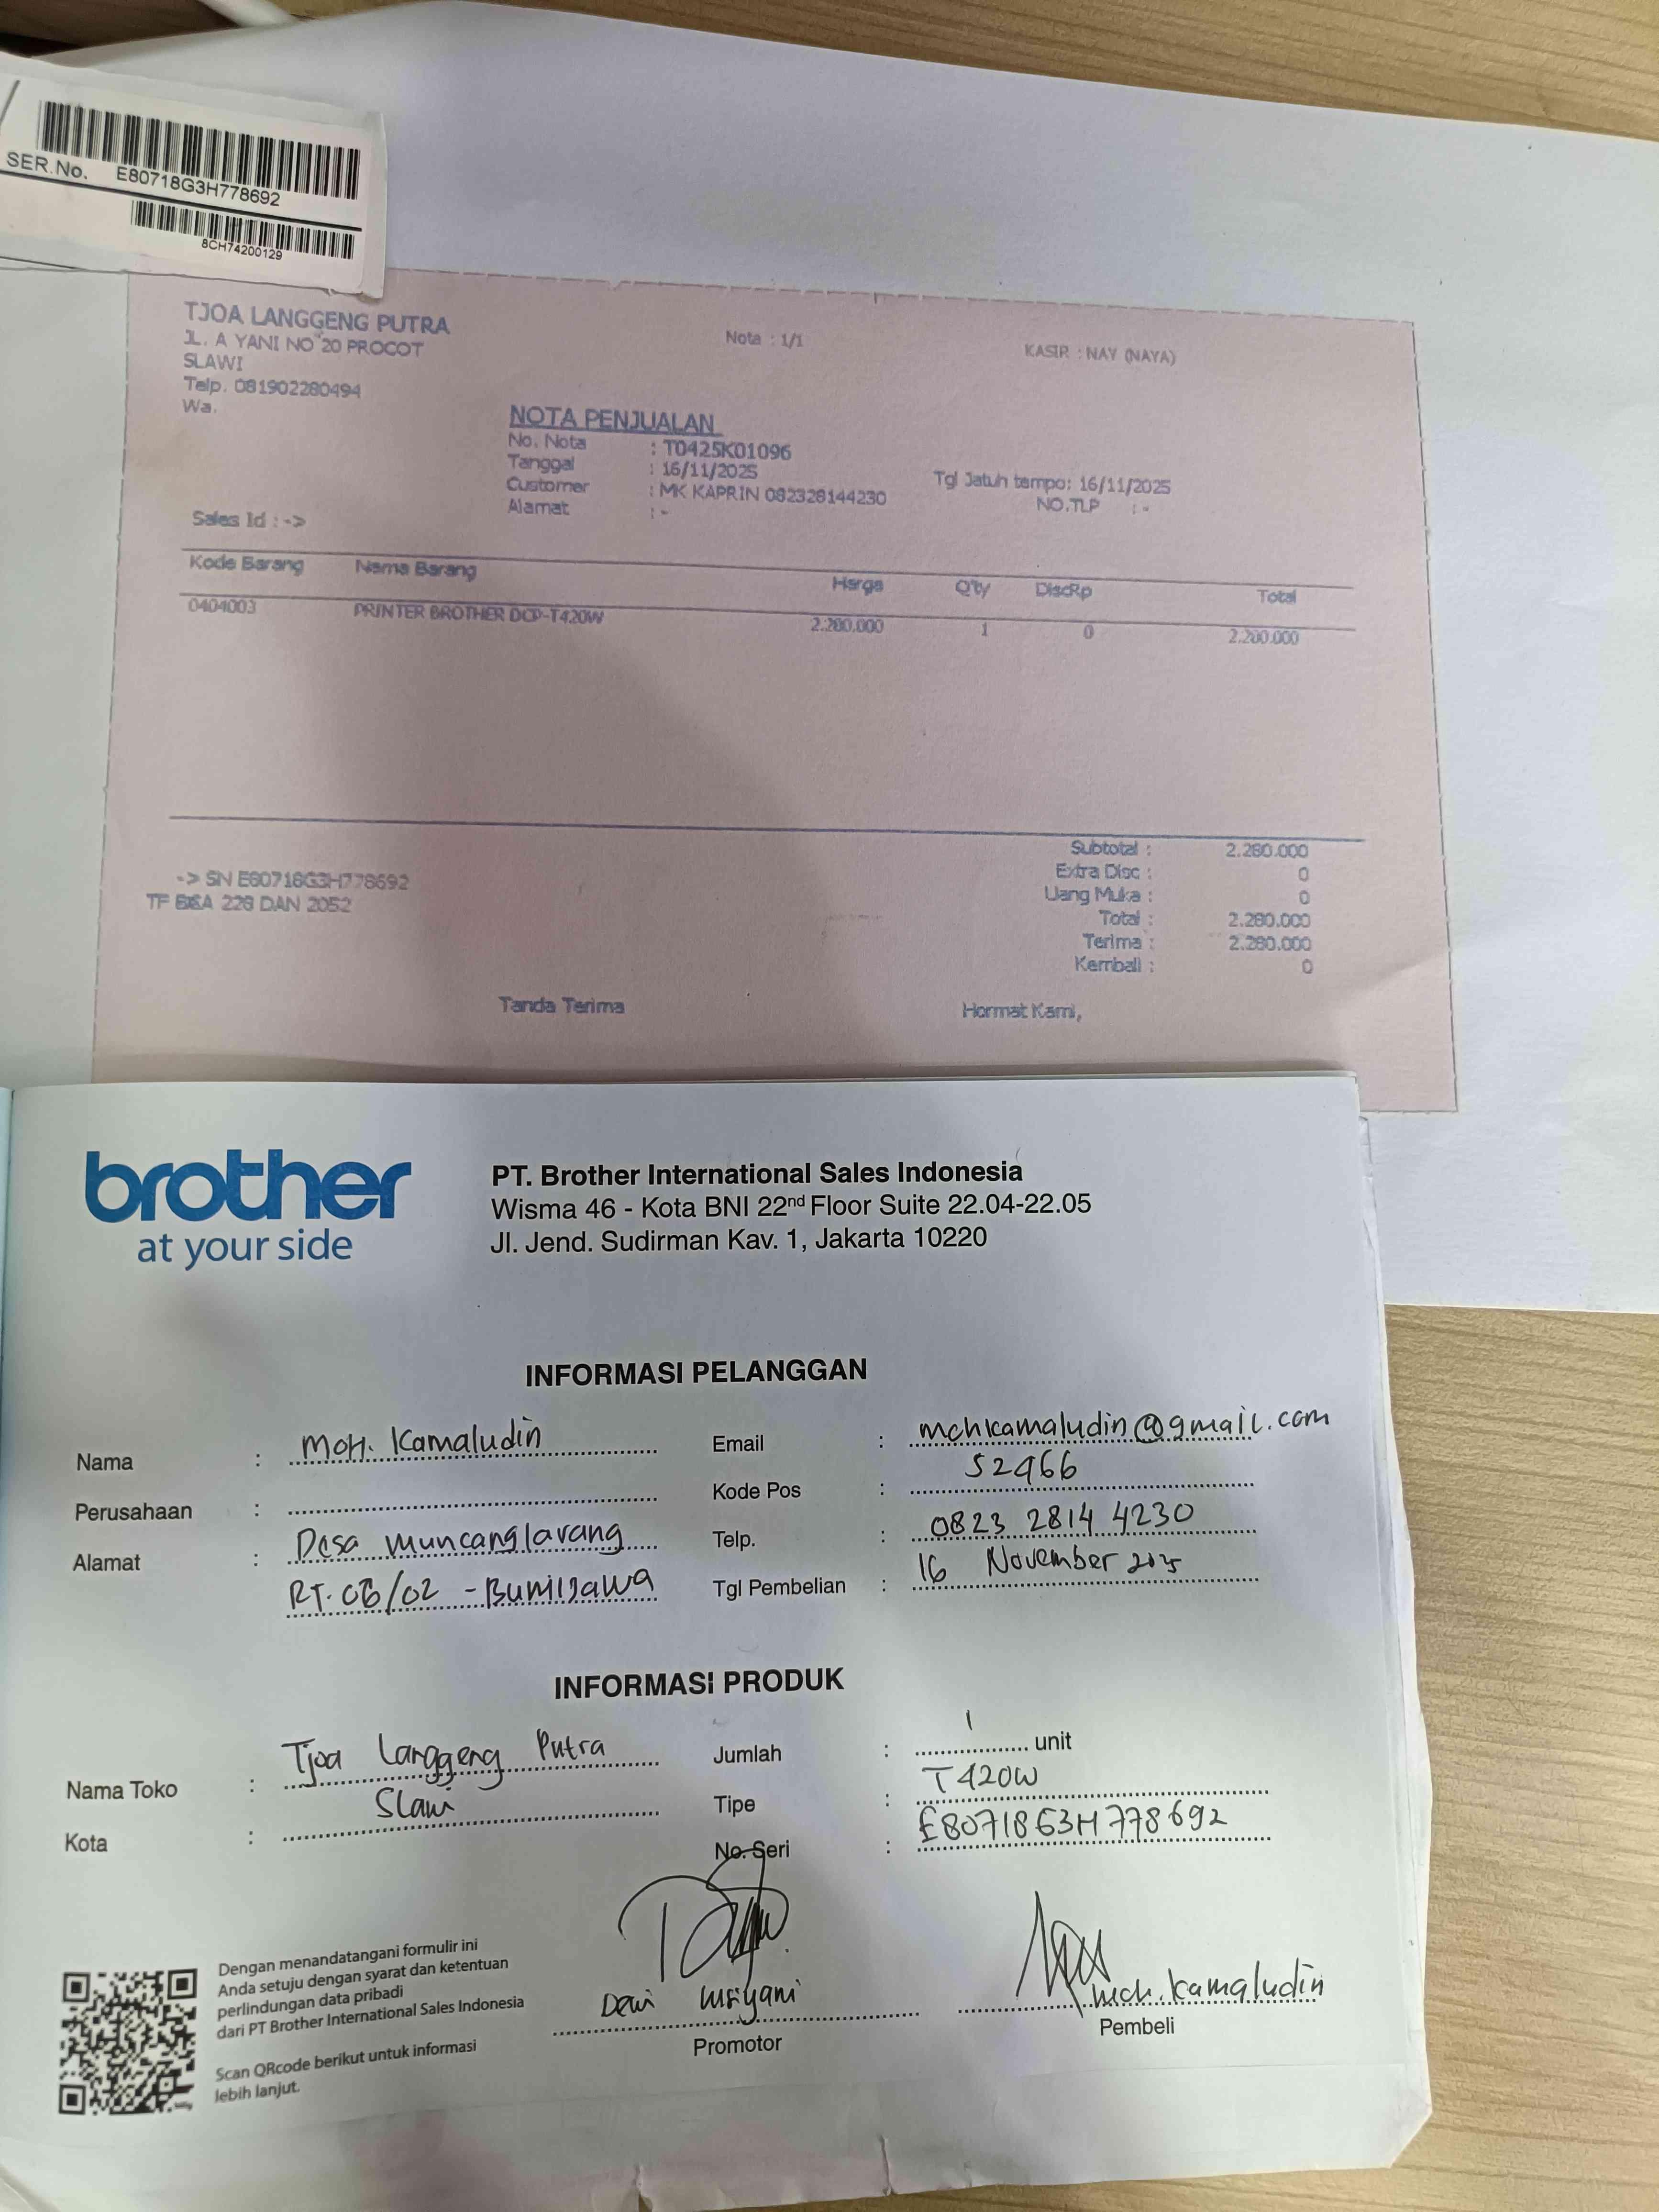 SER.No. E80718G3H778692
8CH74200129
TJOA LANGGENG PUTRA
JL. A YANI NO 20 PROCOT
SLAWI
Telp. 081902280494
Wa.
Nota : 1/1
KASIR : NAY (NAYA)
NOTA PENJUALAN
No. Nota : T0425K01096
Tanggal : 16/11/2025
Customer : MK KAPRIN 082328144230
Alamat : -
Tgl Jatuh tempo: 16/11/2025
NO.TLP : -
Sales Id : ->
Kode Barang Nama Barang Harga Q'ty DiscRp Total
0404003 PRINTER BROTHER DCP-T420W 2.280.000 1 0 2.280.000
Subtotal : 2.280.000
Extra Disc : 0
Uang Muka : 0
Total : 2.280.000
Terima : 2.280.000
Kembali : 0
-> SN E80718G3H778692
TF BCA 228 DAN 2052
Tanda Terima Hormat Kami,
brother
at your side
PT. Brother International Sales Indonesia
Wisma 46 - Kota BNI 22nd Floor Suite 22.04-22.05
Jl. Jend. Sudirman Kav. 1, Jakarta 10220
INFORMASI PELANGGAN
Nama : MOH. Kamaludin
Perusahaan :
Alamat : Desa Muncanglarang
RT. 06/02 - Bumijawa
Email : mchkamaludin@gmail.com
Kode Pos : 52466
Telp. : 0823 2814 4230
Tgl Pembelian : 16 November 2025
INFORMASI PRODUK
Nama Toko : Tjoa Langgeng Putra
Kota : Slawi
Jumlah : 1 unit
Tipe : T420W
No. Seri : E80718G3H778692
Dengan menandatangani formulir ini
Anda setuju dengan syarat dan ketentuan
perlindungan data pribadi
dari PT Brother International Sales Indonesia
Scan QRcode berikut untuk informasi
lebih lanjut.
Dewi
Promotor
Moh. Kamaludin
Pembeli